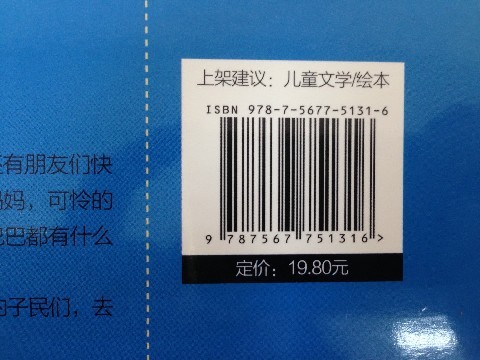 上架建议：儿童文学/绘本
ISBN 978-7-5677-5131-6
9 787567 751316 >
定价：19.80元
有朋友们快
妈，可怜的
巴都有什么
子民们，去